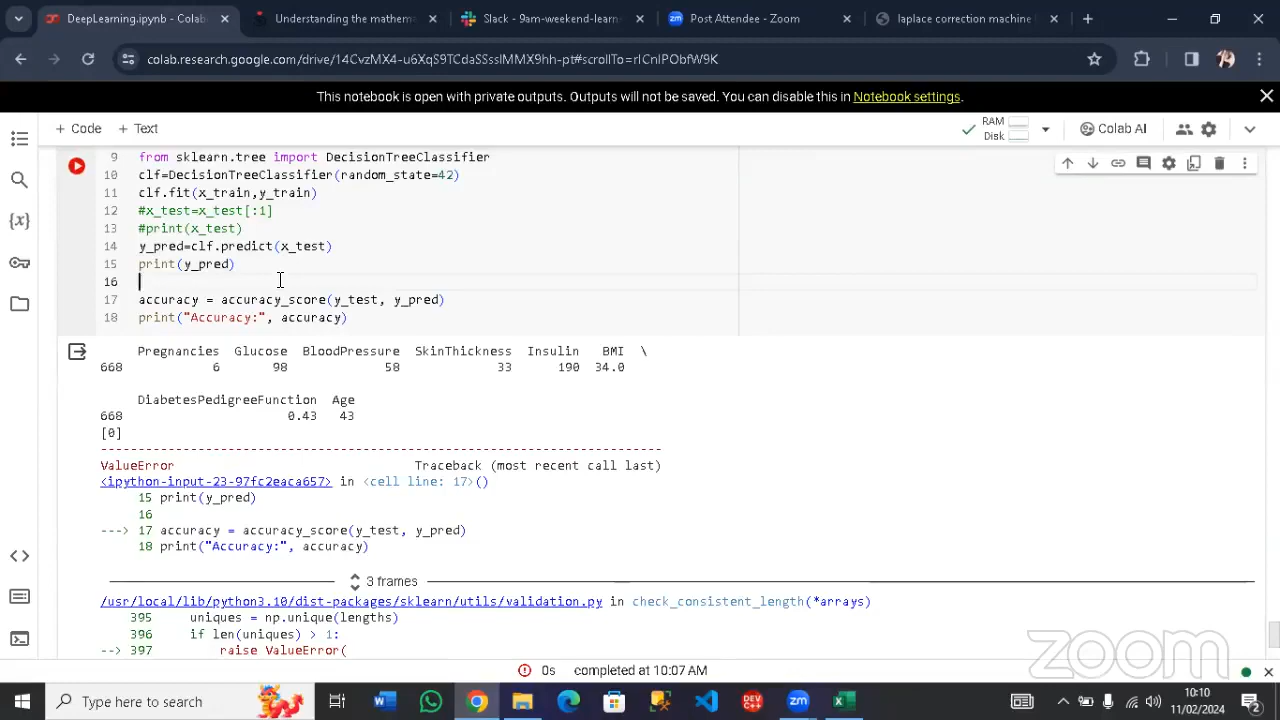 DeepLearning.ipynb - Colab
Understanding the mathem
Slack - 9am-weekend-learn
Post Attendee - Zoom
laplace correction machine l
colab.research.google.com/drive/14CvzMX4-u6XqS9TCdaSSssIMMX9hh-pt#scrollTo=rICnIPObfW9K
This notebook is open with private outputs. Outputs will not be saved. You can disable this in Notebook settings.
+ Code + Text
RAM
Disk
Colab AI
9 from sklearn.tree import DecisionTreeClassifier
10 clf=DecisionTreeClassifier(random_state=42)
11 clf.fit(x_train,y_train)
12 #x_test=x_test[:1]
13 #print(x_test)
14 y_pred=clf.predict(x_test)
15 print(y_pred)
16
17 accuracy = accuracy_score(y_test, y_pred)
18 print("Accuracy:", accuracy)
Pregnancies Glucose BloodPressure SkinThickness Insulin BMI \
668 6 98 58 33 190 34.0
DiabetesPedigreeFunction Age
668 0.43 43
[0]
---------------------------------------------------------------------------
ValueError Traceback (most recent call last)
<ipython-input-23-97fc2eaca657> in <cell line: 17>()
15 print(y_pred)
16
---> 17 accuracy = accuracy_score(y_test, y_pred)
18 print("Accuracy:", accuracy)
3 frames
/usr/local/lib/python3.10/dist-packages/sklearn/utils/validation.py in check_consistent_length(*arrays)
395 uniques = np.unique(lengths)
396 if len(uniques) > 1:
--> 397 raise ValueError(
zoom
0s completed at 10:07 AM
Type here to search
DEV
C++
zm
10:10
11/02/2024
2